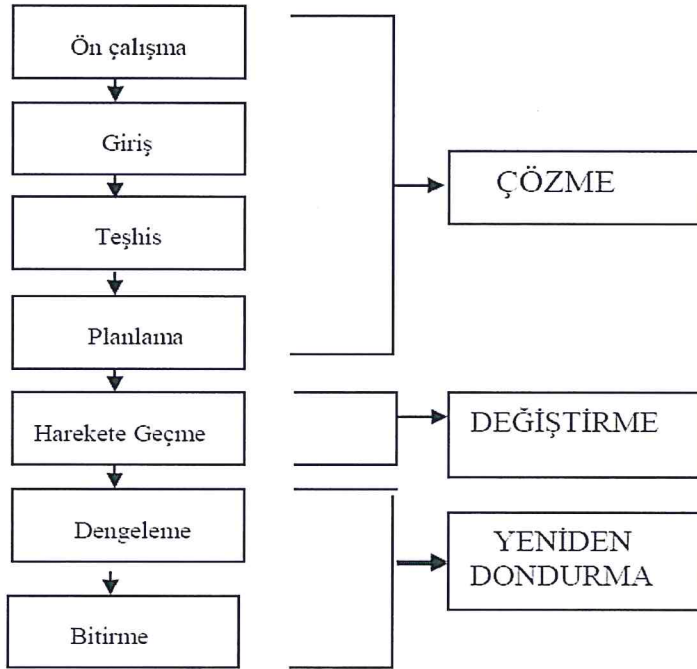 Ön çalışma
Giriş
Teşhis
Planlama
Harekete Geçme
Dengeleme
Bitirme
ÇÖZME
DEĞİŞTİRME
YENİDEN
DONDURMA